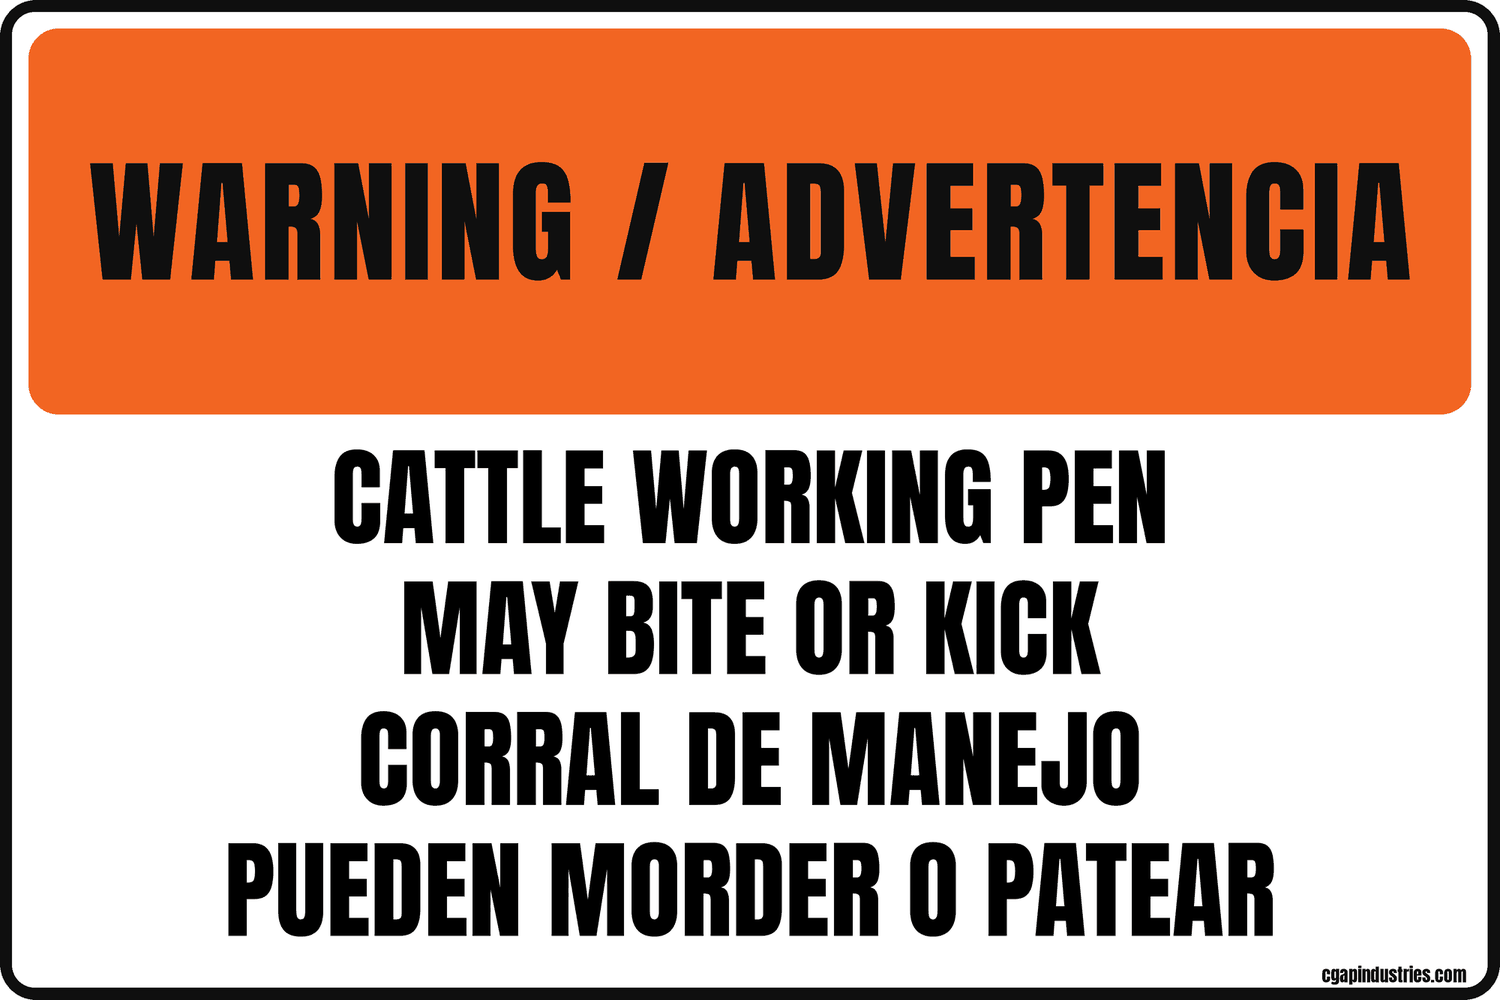 WARNING / ADVERTENCIA
CATTLE WORKING PEN
MAY BITE OR KICK
CORRAL DE MANEJO
PUEDEN MORDER O PATEAR
cgapindustries.com